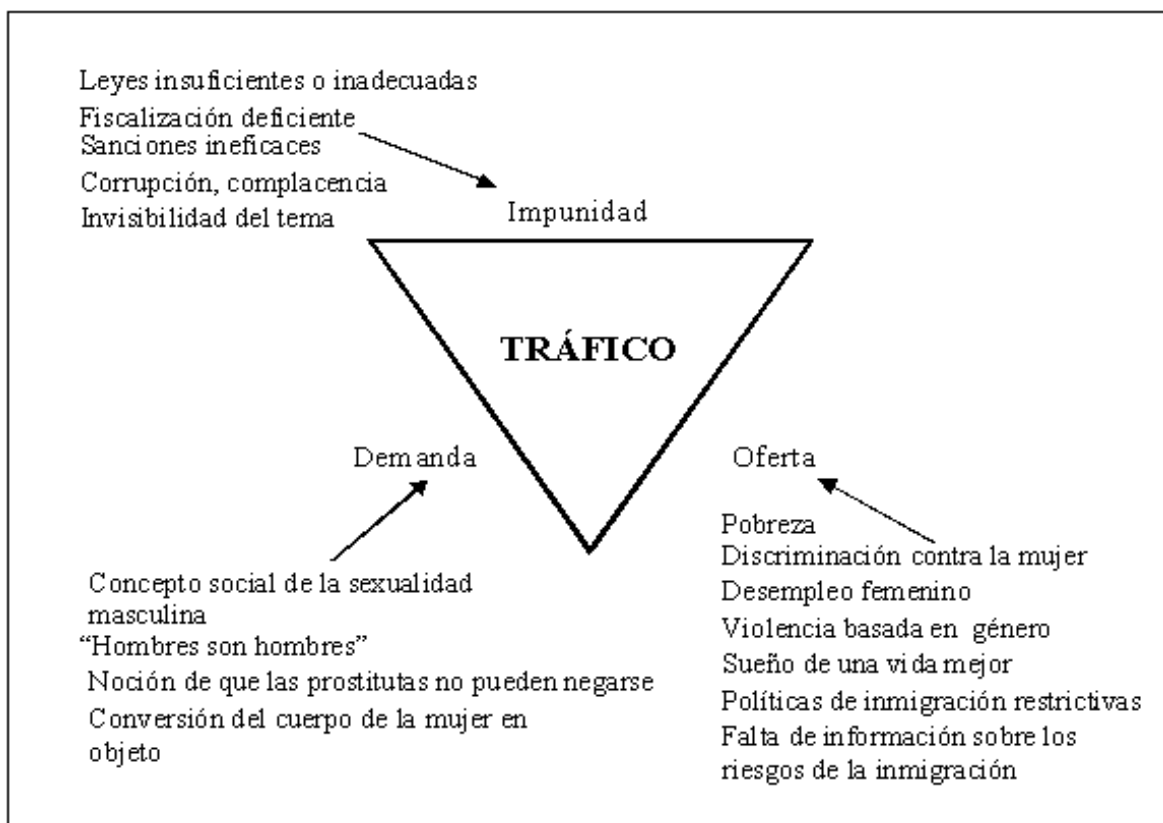 Leyes insuficientes o inadecuadas
Fiscalización deficiente
Sanciones ineficaces
Corrupción, complacencia
Invisibilidad del tema
Impunidad
TRÁFICO
Demanda
Oferta
Concepto social de la sexualidad
masculina
“Hombres son hombres”
Noción de que las prostitutas no pueden negarse
Conversión del cuerpo de la mujer en
objeto
Pobreza
Discriminación contra la mujer
Desempleo femenino
Violencia basada en género
Sueño de una vida mejor
Políticas de inmigración restrictivas
Falta de información sobre los
riesgos de la inmigración